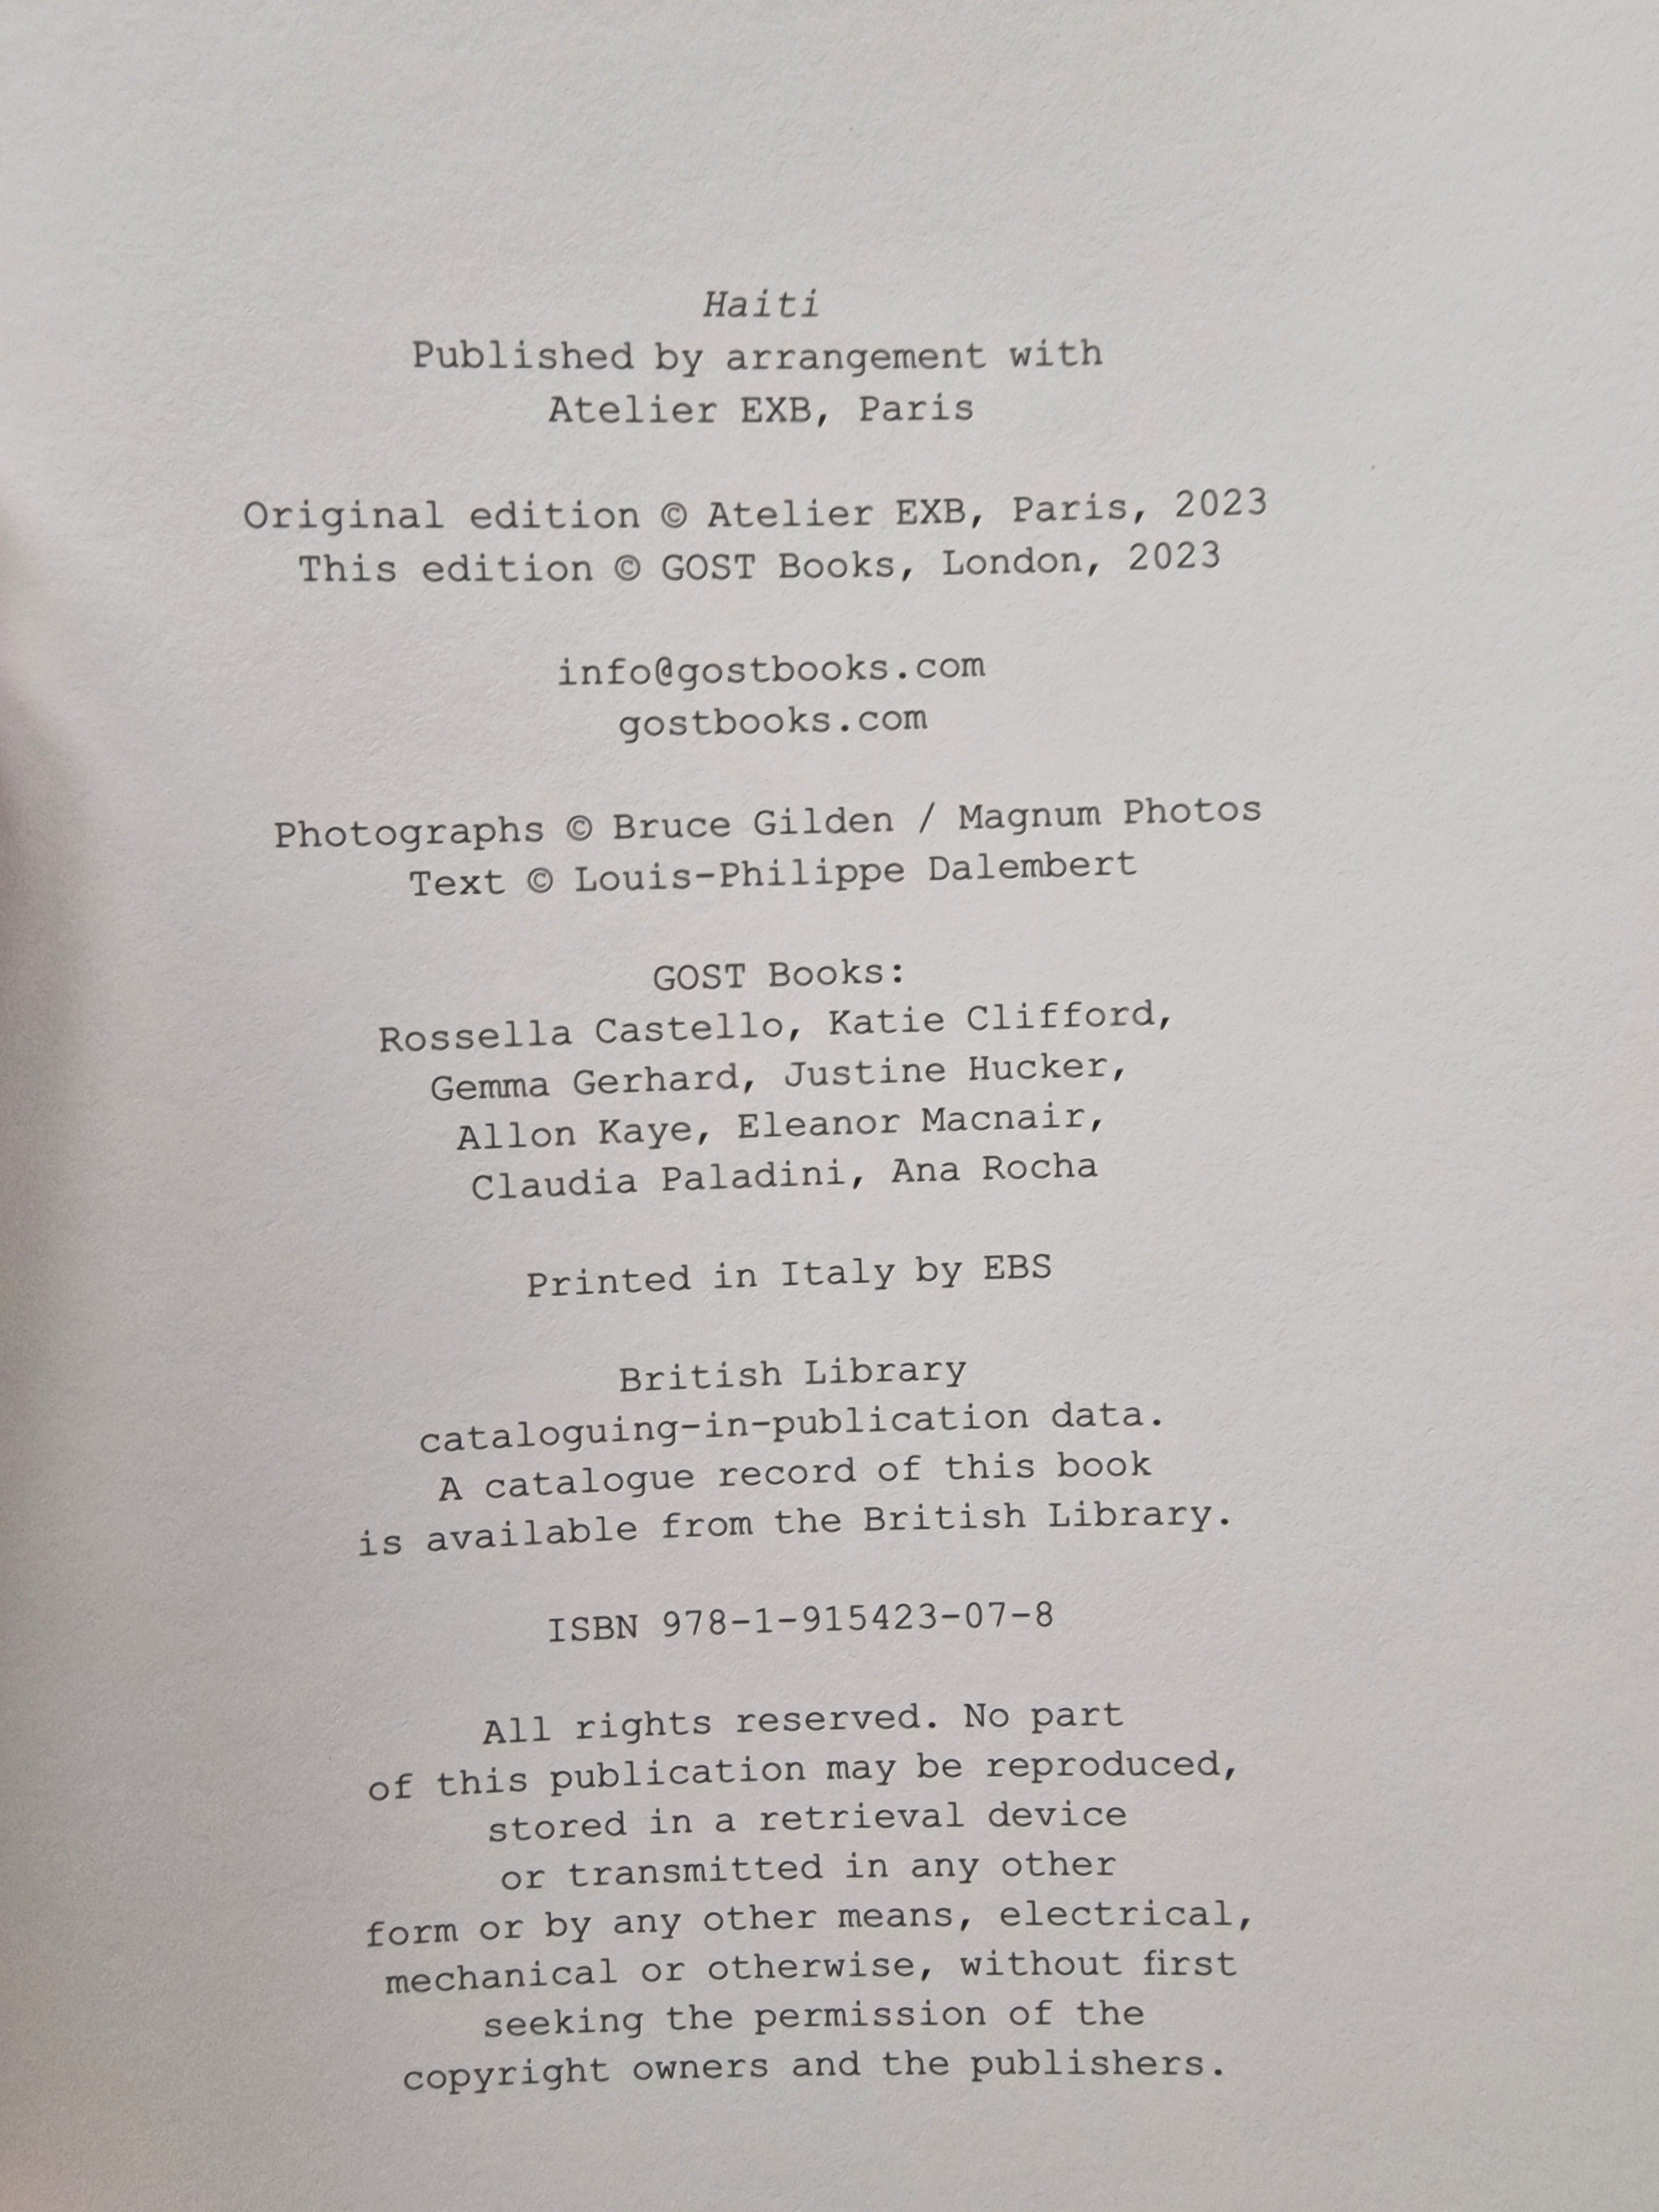 Haiti
Published by arrangement with
Atelier EXB, Paris
Original edition © Atelier EXB, Paris, 2023
This edition © GOST Books, London, 2023
info@gostbooks.com
gostbooks.com
Photographs © Bruce Gilden / Magnum Photos
Text © Louis-Philippe Dalembert
GOST Books:
Rossella Castello, Katie Clifford,
Gemma Gerhard, Justine Hucker,
Allon Kaye, Eleanor Macnair,
Claudia Paladini, Ana Rocha
Printed in Italy by EBS
British Library
cataloguing-in-publication data.
A catalogue record of this book
is available from the British Library.
ISBN 978-1-915423-07-8
All rights reserved. No part
of this publication may be reproduced,
stored in a retrieval device
or transmitted in any other
form or by any other means, electrical,
mechanical or otherwise, without first
seeking the permission of the
copyright owners and the publishers.